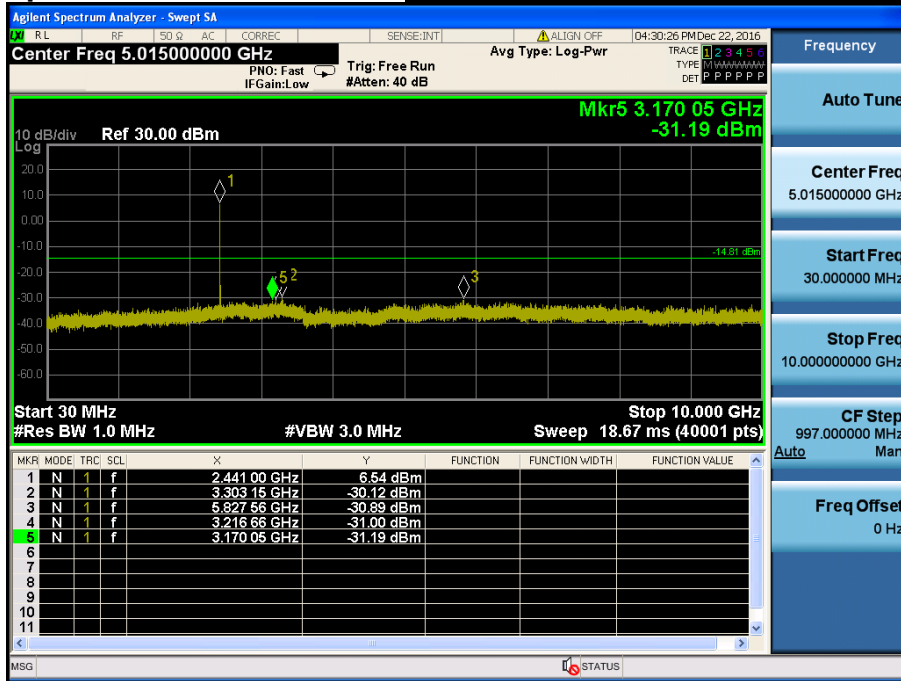 Agilent Spectrum Analyzer - Swept SA
LXI RL RF 50 Ω AC CORREC SENSE:INT ALIGN OFF 04:30:26 PM Dec 22, 2016
Center Freq 5.015000000 GHz
PNO: Fast
IFGain:Low
Trig: Free Run
#Atten: 40 dB
Avg Type: Log-Pwr
TRACE 1 2 3 4 5 6
TYPE M W W W W W
DET P P P P P P
Mkr5 3.170 05 GHz
-31.19 dBm
10 dB/div Ref 30.00 dBm
Log
20.0
10.0
0.00
-10.0
-20.0
-30.0
-40.0
-50.0
-60.0
1
5 2
3
-14.81 dBm
Start 30 MHz Stop 10.000 GHz
#Res BW 1.0 MHz #VBW 3.0 MHz Sweep 18.67 ms (40001 pts)
MKR MODE TRC SCL X Y FUNCTION FUNCTION WIDTH FUNCTION VALUE
1 N 1 f 2.441 00 GHz 6.54 dBm
2 N 1 f 3.303 15 GHz -30.12 dBm
3 N 1 f 5.827 56 GHz -30.89 dBm
4 N 1 f 3.216 66 GHz -31.00 dBm
5 N 1 f 3.170 05 GHz -31.19 dBm
6
7
8
9
10
11
MSG STATUS
Frequency
Auto Tune
Center Freq
5.015000000 GHz
Start Freq
30.000000 MHz
Stop Freq
10.000000000 GHz
CF Step
997.000000 MHz
Auto Man
Freq Offset
0 Hz